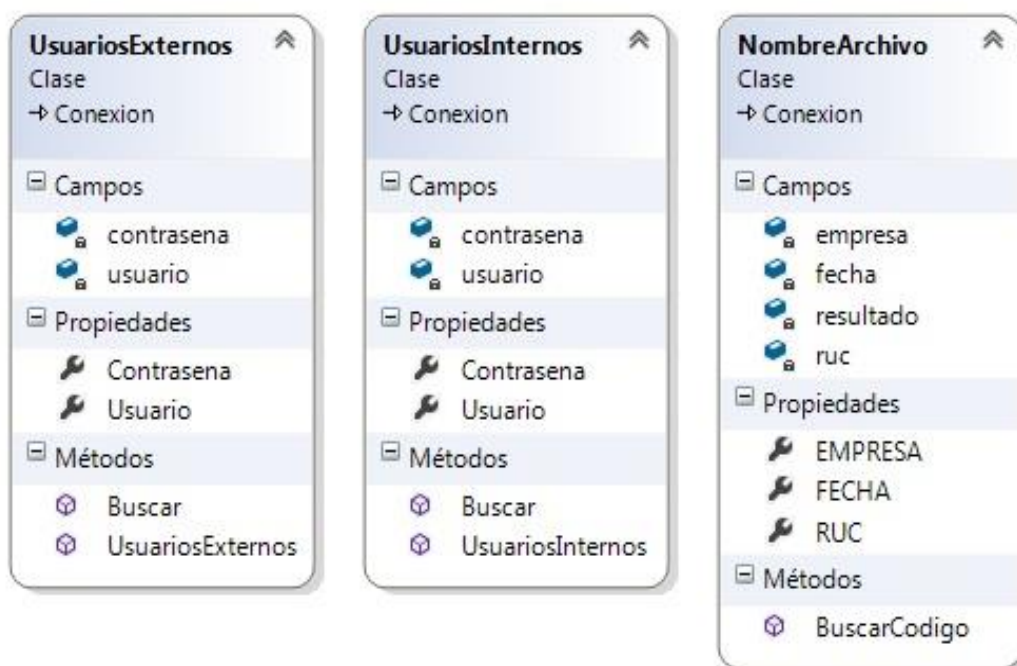 UsuariosExternos
Clase
Conexion
Campos
contrasena
usuario
Propiedades
Contrasena
Usuario
Métodos
Buscar
UsuariosExternos
UsuariosInternos
Clase
Conexion
Campos
contrasena
usuario
Propiedades
Contrasena
Usuario
Métodos
Buscar
UsuariosInternos
NombreArchivo
Clase
Conexion
Campos
empresa
fecha
resultado
ruc
Propiedades
EMPRESA
FECHA
RUC
Métodos
BuscarCodigo